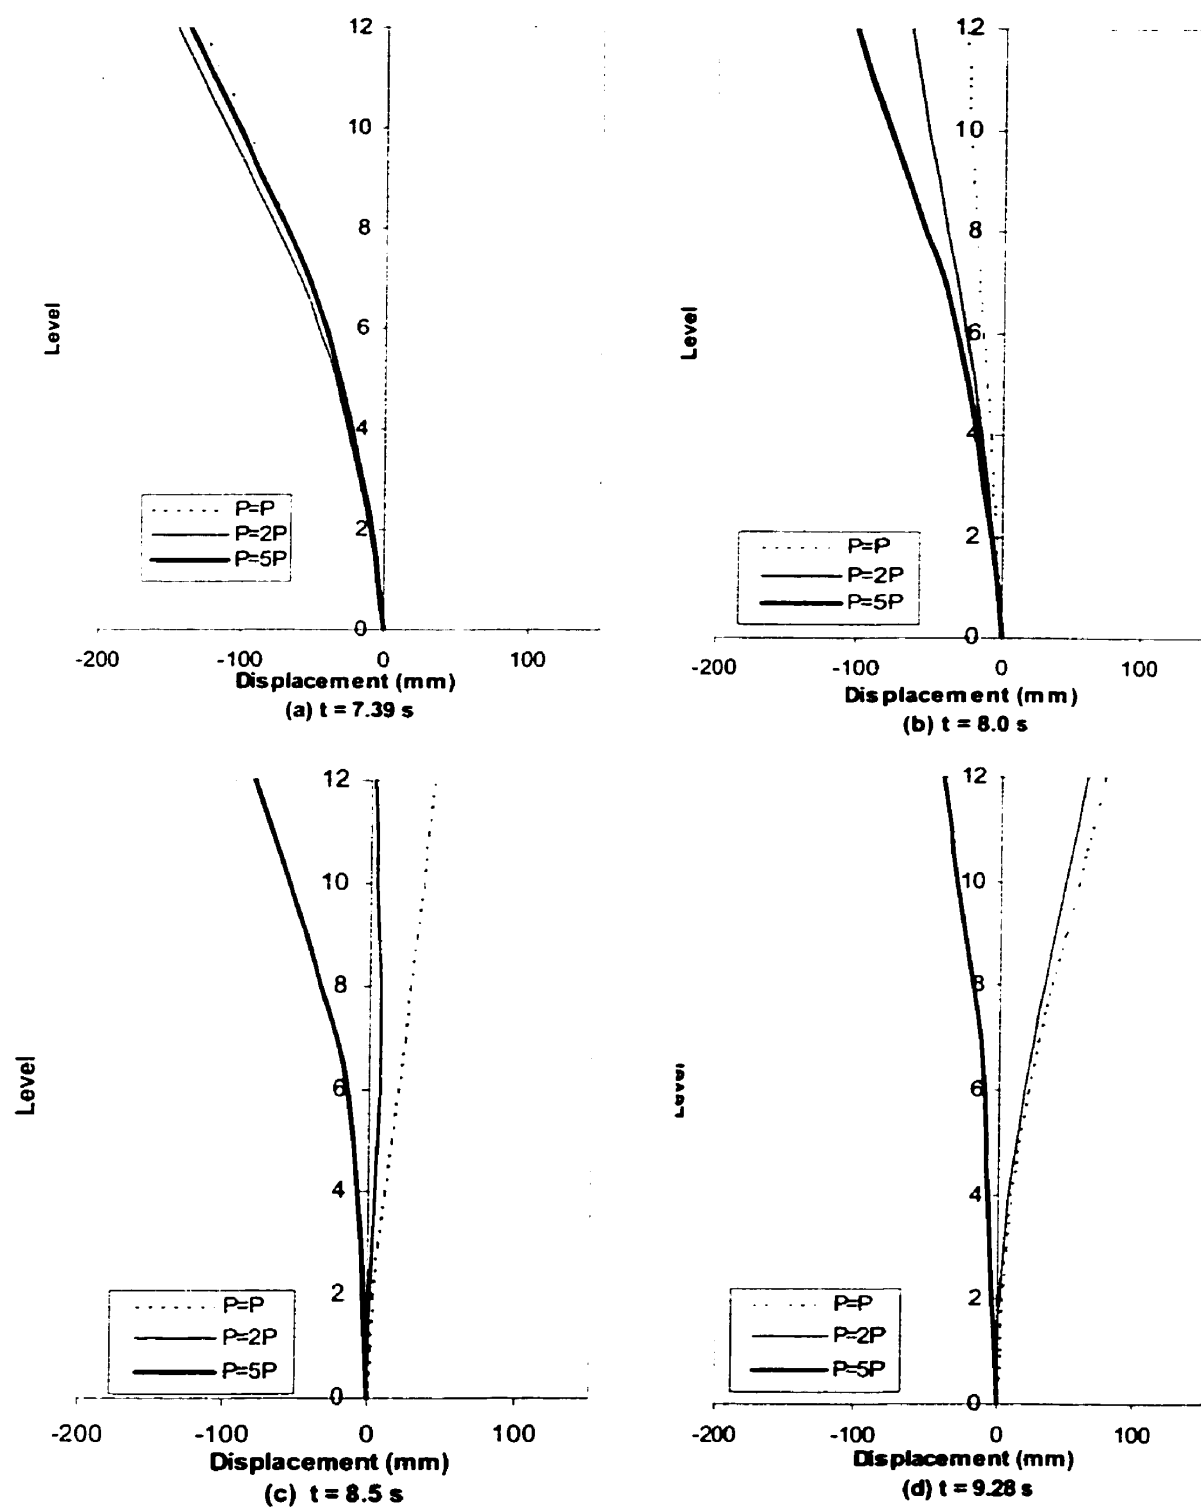 12
10
8
6
4
2
0
Level
P=P
P=2P
P=5P
-200 -100 0 100
Displacement (mm)
(a) t = 7.39 s
12
10
8
6
4
2
0
Level
P=P
P=2P
P=5P
-200 -100 0 100
Displacement (mm)
(b) t = 8.0 s
12
10
8
6
4
2
0
Level
P=P
P=2P
P=5P
-200 -100 0 100
Displacement (mm)
(c) t = 8.5 s
12
10
8
6
4
2
0
Level
P=P
P=2P
P=5P
-200 -100 0 100
Displacement (mm)
(d) t = 9.28 s